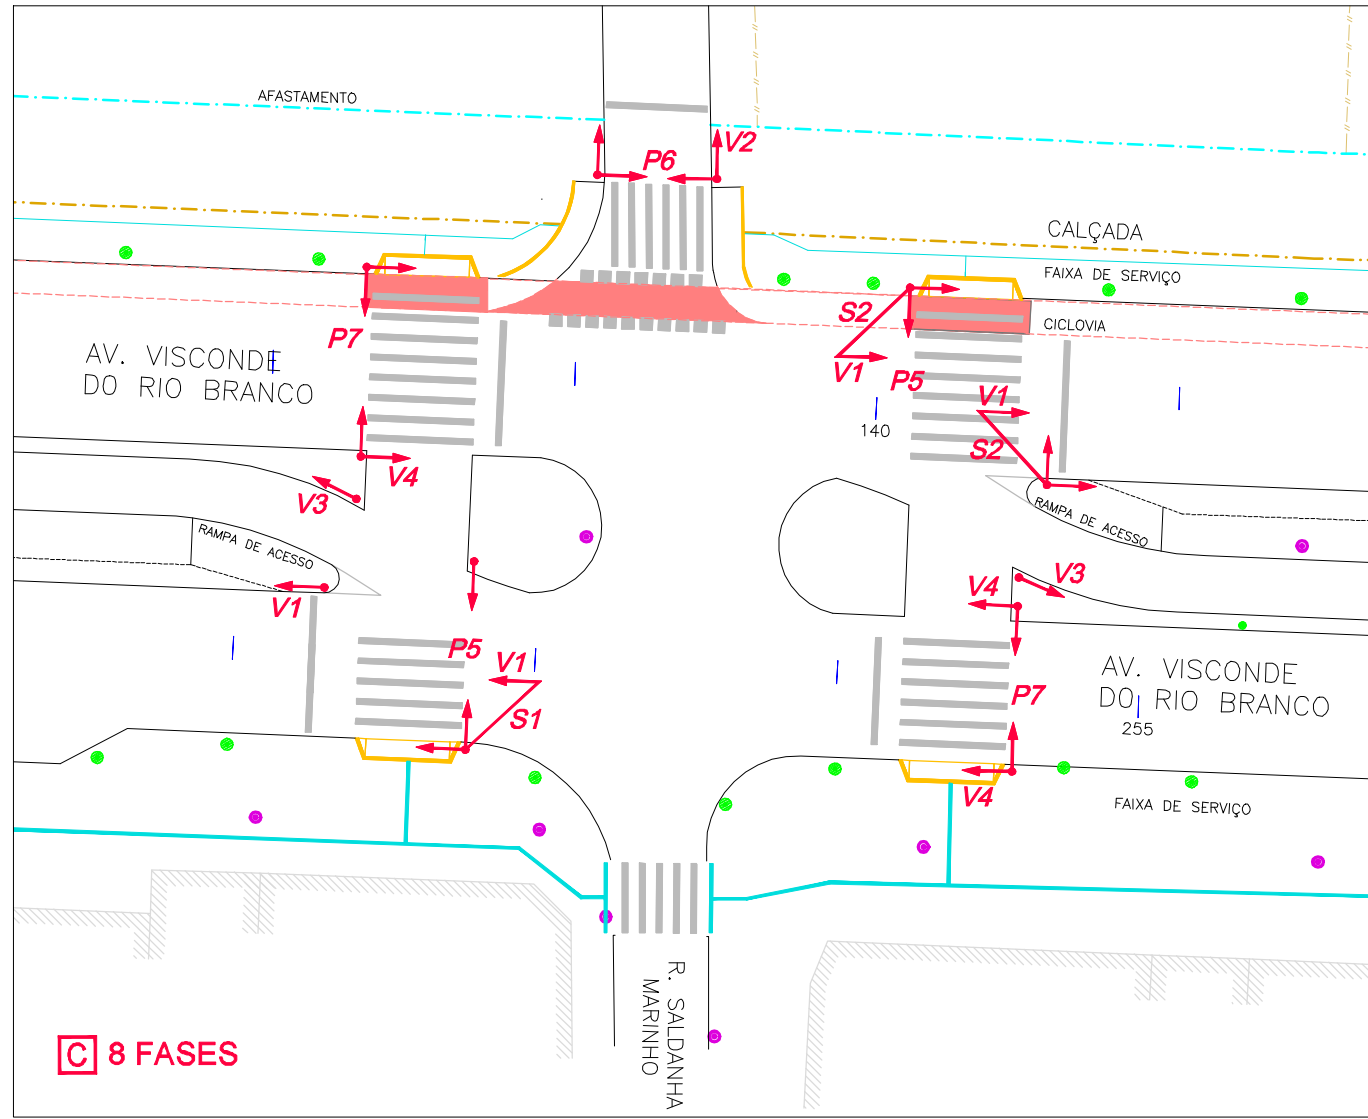 AFASTAMENTO
V2
P6
CALÇADA
FAIXA DE SERVIÇO
S2
CICLOVIA
P7
AV. VISCONDE
DO RIO BRANCO
V1
P5
V1
140
S2
V4
V3
RAMPA DE ACESSO
RAMPA DE ACESSO
V3
V4
V1
P5
V1
AV. VISCONDE
DO RIO BRANCO
P7
S1
255
V4
FAIXA DE SERVIÇO
R. SALDANHA
MARINHO
C 8 FASES